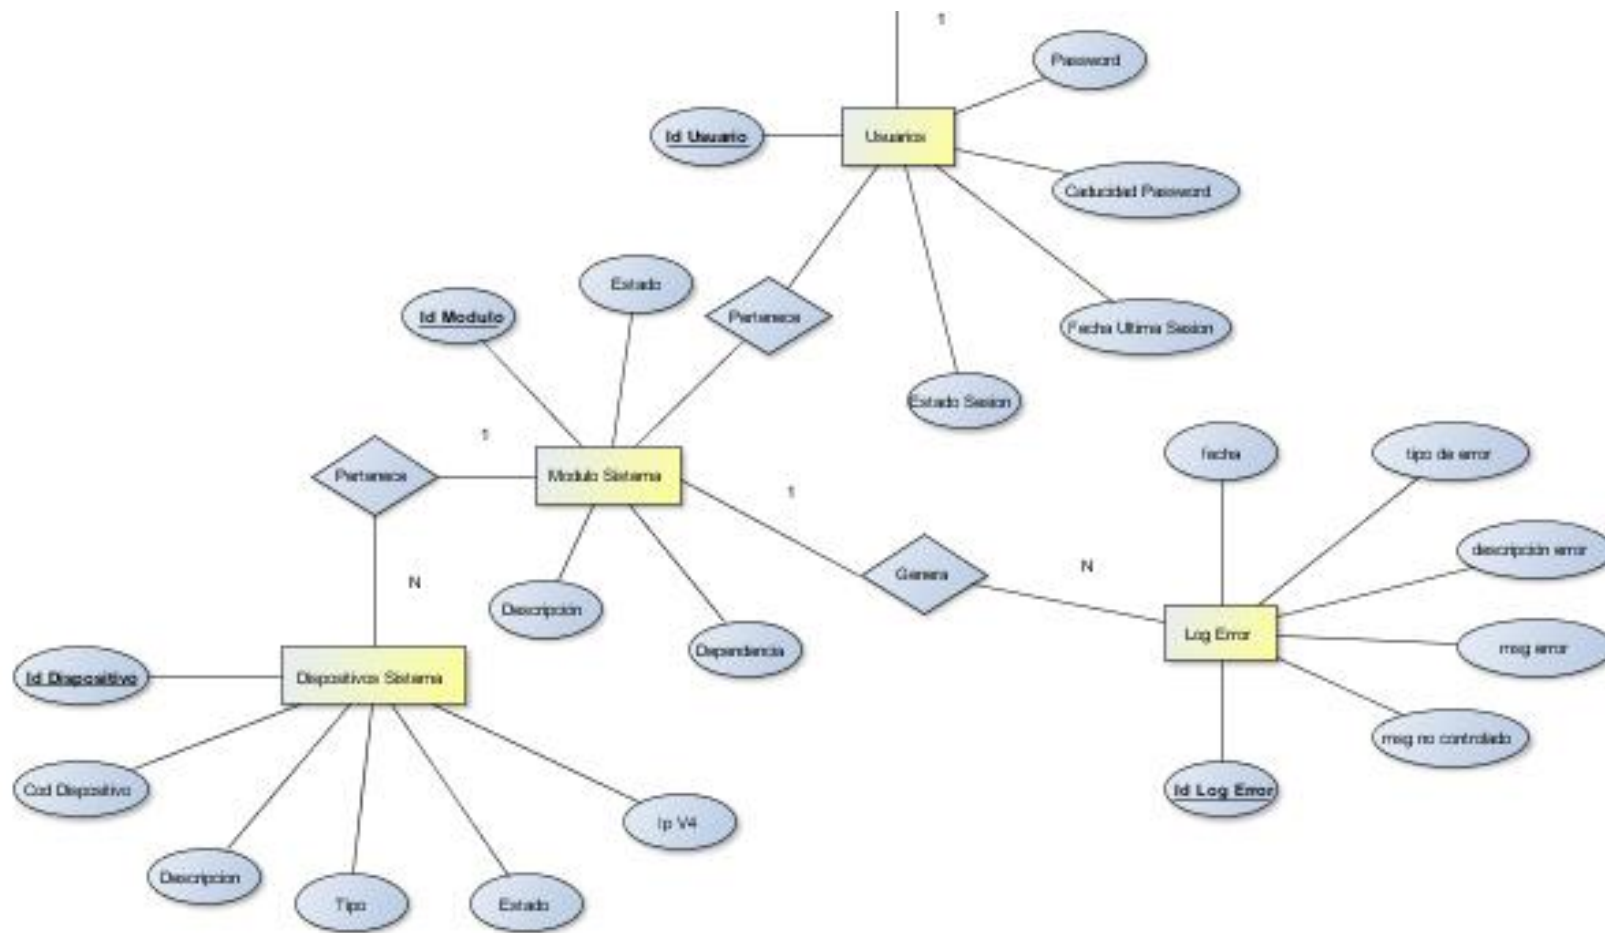 1
Password
Id Usuario
Usuarios
Caducidad Password
Estado
Id Modulo
Pertenece
Fecha Ultima Sesion
Estado Sesion
1
Pertenece
Modulo Sistema
1
fecha
tipo de error
descripción error
N
Genera
N
Descripción
Dependencia
Log Error
msg error
Id Dispositivo
Dispositivos Sistema
msg no controlado
Cod Dispositivo
Id Log Error
Ip V4
Descripcion
Tipo
Estado